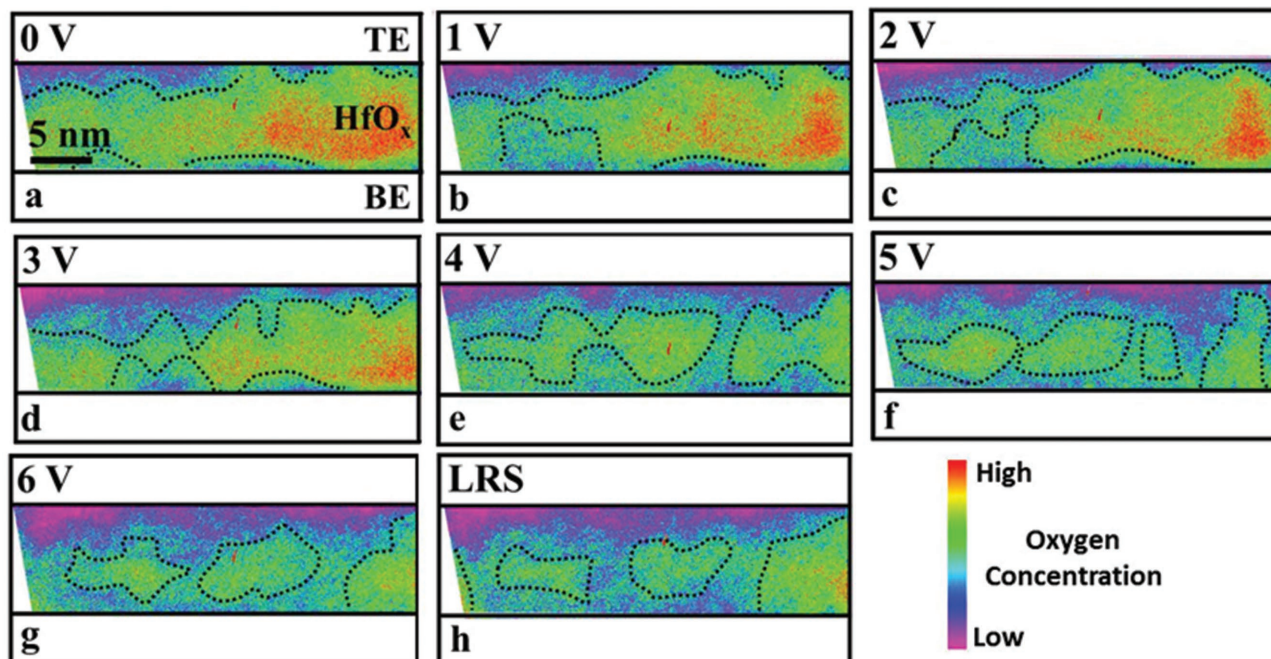 0 V TE
HfOₓ
5 nm
a BE
1 V
b
2 V
c
3 V
d
4 V
e
5 V
f
6 V
g
LRS
h
High
Oxygen
Concentration
Low